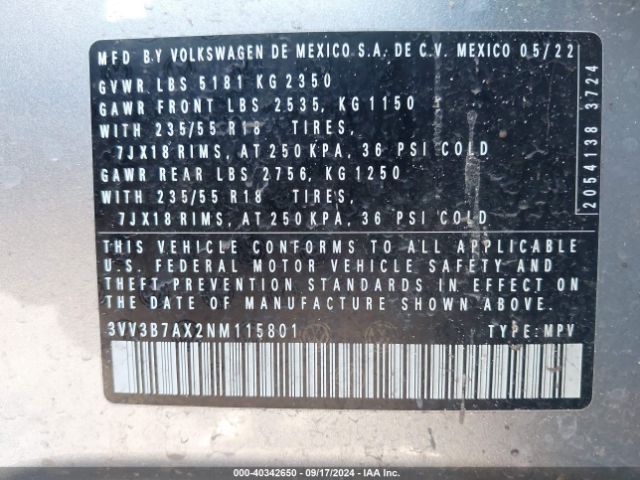 MFD BY VOLKSWAGEN DE MEXICO S.A. DE C.V. MEXICO 05/22
GVWR LBS 5181 KG 2350
GAWR FRONT LBS 2535, KG 1150
WITH 235/55 R18 TIRES,
7JX18 RIMS, AT 250 KPA, 36 PSI COLD
GAWR REAR LBS 2756, KG 1250
WITH 235/55 R18 TIRES,
7JX18 RIMS, AT 250 KPA, 36 PSI COLD
2054138 3724
THIS VEHICLE CONFORMS TO ALL APPLICABLE
U.S. FEDERAL MOTOR VEHICLE SAFETY AND
THEFT PREVENTION STANDARDS IN EFFECT ON
THE DATE OF MANUFACTURE SHOWN ABOVE.
3VV3B7AX2NM115801 TYPE: MPV
000-40342650 - 09/17/2024 - IAA Inc.